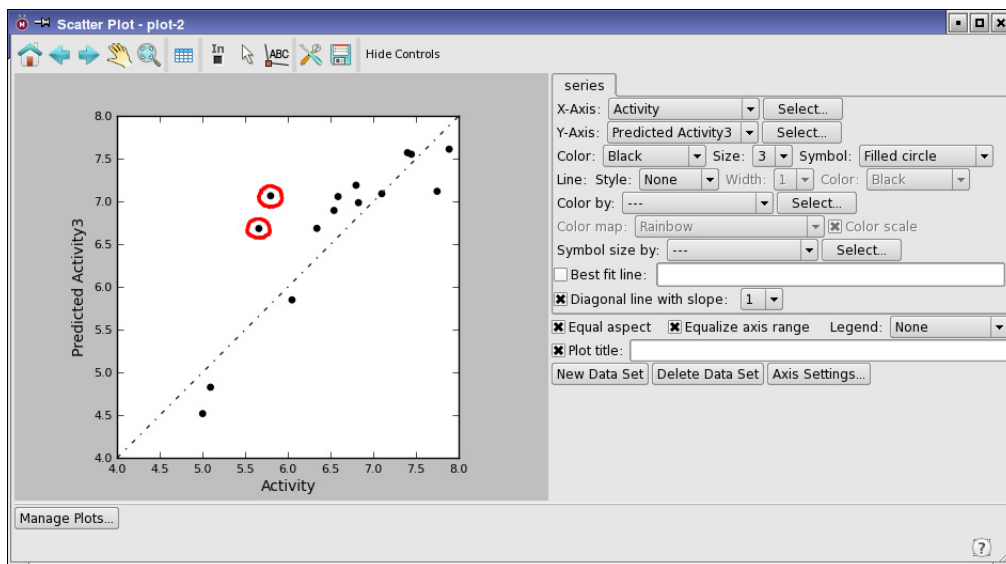 Scatter Plot - plot-2
In
ABC
Hide Controls
series
X-Axis: Activity Select...
Y-Axis: Predicted Activity3 Select...
Color: Black Size: 3 Symbol: Filled circle
Line: Style: None Width: 1 Color: Black
Color by: --- Select...
Color map: Rainbow Color scale
Symbol size by: --- Select...
Best fit line:
Diagonal line with slope: 1
Equal aspect Equalize axis range Legend: None
Plot title:
New Data Set Delete Data Set Axis Settings...
8.0
7.5
7.0
6.5
6.0
5.5
5.0
4.5
4.0
Predicted Activity3
4.0 4.5 5.0 5.5 6.0 6.5 7.0 7.5 8.0
Activity
Manage Plots...
?